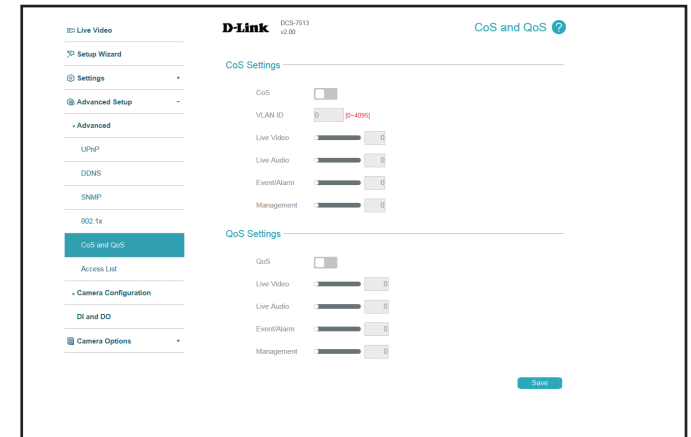 Live Video
Setup Wizard
Settings +
Advanced Setup -
Advanced
UPnP
DDNS
SNMP
802.1x
CoS and QoS
Access List
Camera Configuration
DI and DO
Camera Options +
D-Link
DCS-7513
v2.00
CoS and QoS ?
CoS Settings
CoS
VLAN ID 0 [0~4095]
Live Video 0
Live Audio 0
Event/Alarm 0
Management 0
QoS Settings
QoS
Live Video 0
Live Audio 0
Event/Alarm 0
Management 0
Save